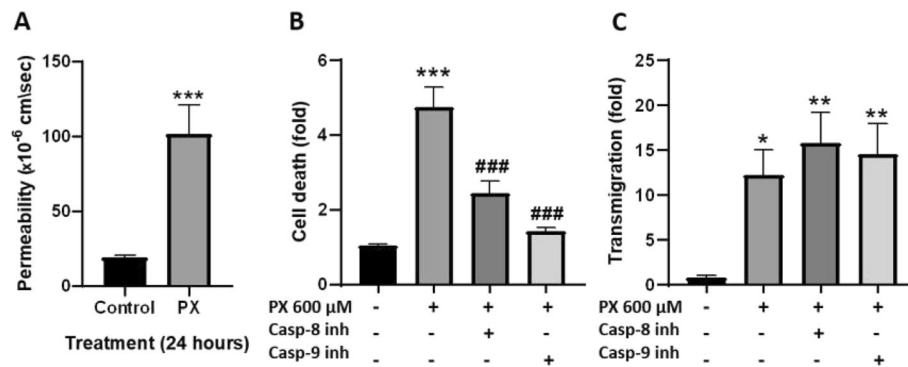 A
Permeability (x10⁻⁶ cm\sec)
150
100
50
0
***
Control PX
Treatment (24 hours)
B
Cell death (fold)
6
4
2
0
***
###
###
PX 600 µM - + + +
Casp-8 inh - - + -
Casp-9 inh - - - +
C
Transmigration (fold)
25
20
15
10
5
0
*
**
**
PX 600 µM - + + +
Casp-8 inh - - + -
Casp-9 inh - - - +